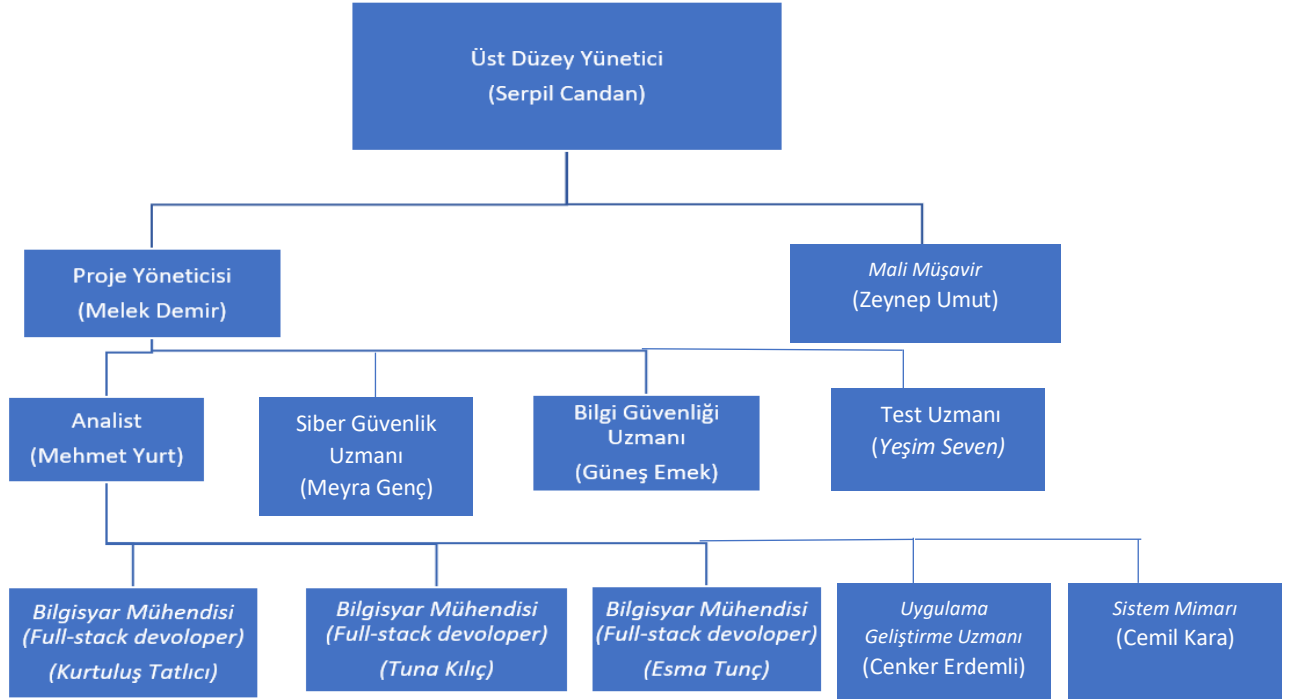 Üst Düzey Yönetici
(Serpil Candan)
Proje Yöneticisi
(Melek Demir)
Mali Müşavir
(Zeynep Umut)
Analist
(Mehmet Yurt)
Siber Güvenlik
Uzmanı
(Meyra Genç)
Bilgi Güvenliği
Uzmanı
(Güneş Emek)
Test Uzmanı
(Yeşim Seven)
Bilgisyar Mühendisi
(Full-stack devoloper)
(Kurtuluş Tatlıcı)
Bilgisyar Mühendisi
(Full-stack devoloper)
(Tuna Kılıç)
Bilgisyar Mühendisi
(Full-stack devoloper)
(Esma Tunç)
Uygulama
Geliştirme Uzmanı
(Cenker Erdemli)
Sistem Mimarı
(Cemil Kara)